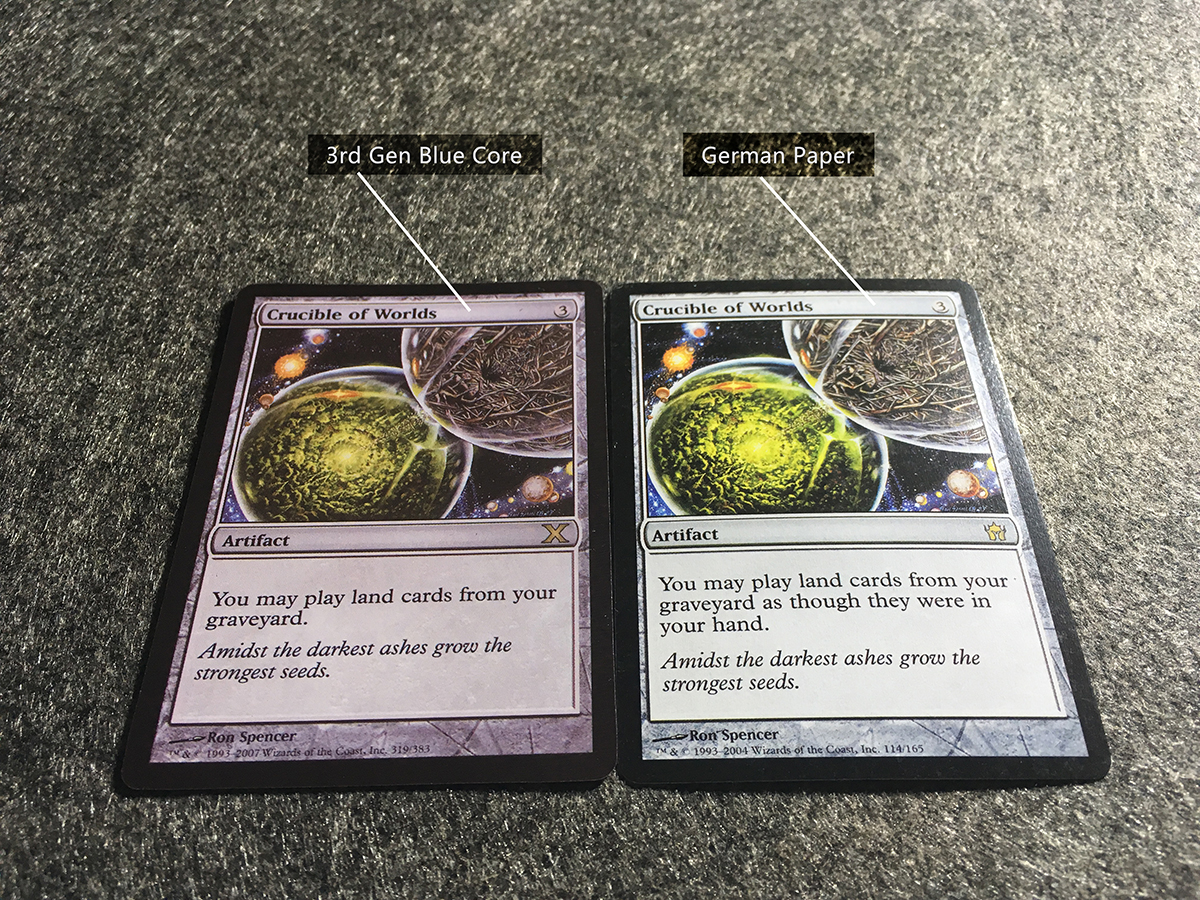 3rd Gen Blue Core
German Paper
Crucible of Worlds 3
Artifact
You may play land cards from your
graveyard.
Amidst the darkest ashes grow the
strongest seeds.
Ron Spencer
™ & © 1993-2007 Wizards of the Coast, Inc. 319/383
Crucible of Worlds 3
Artifact
You may play land cards from your
graveyard as though they were in
your hand.
Amidst the darkest ashes grow the
strongest seeds.
Ron Spencer
™ & © 1993-2004 Wizards of the Coast, Inc. 114/165